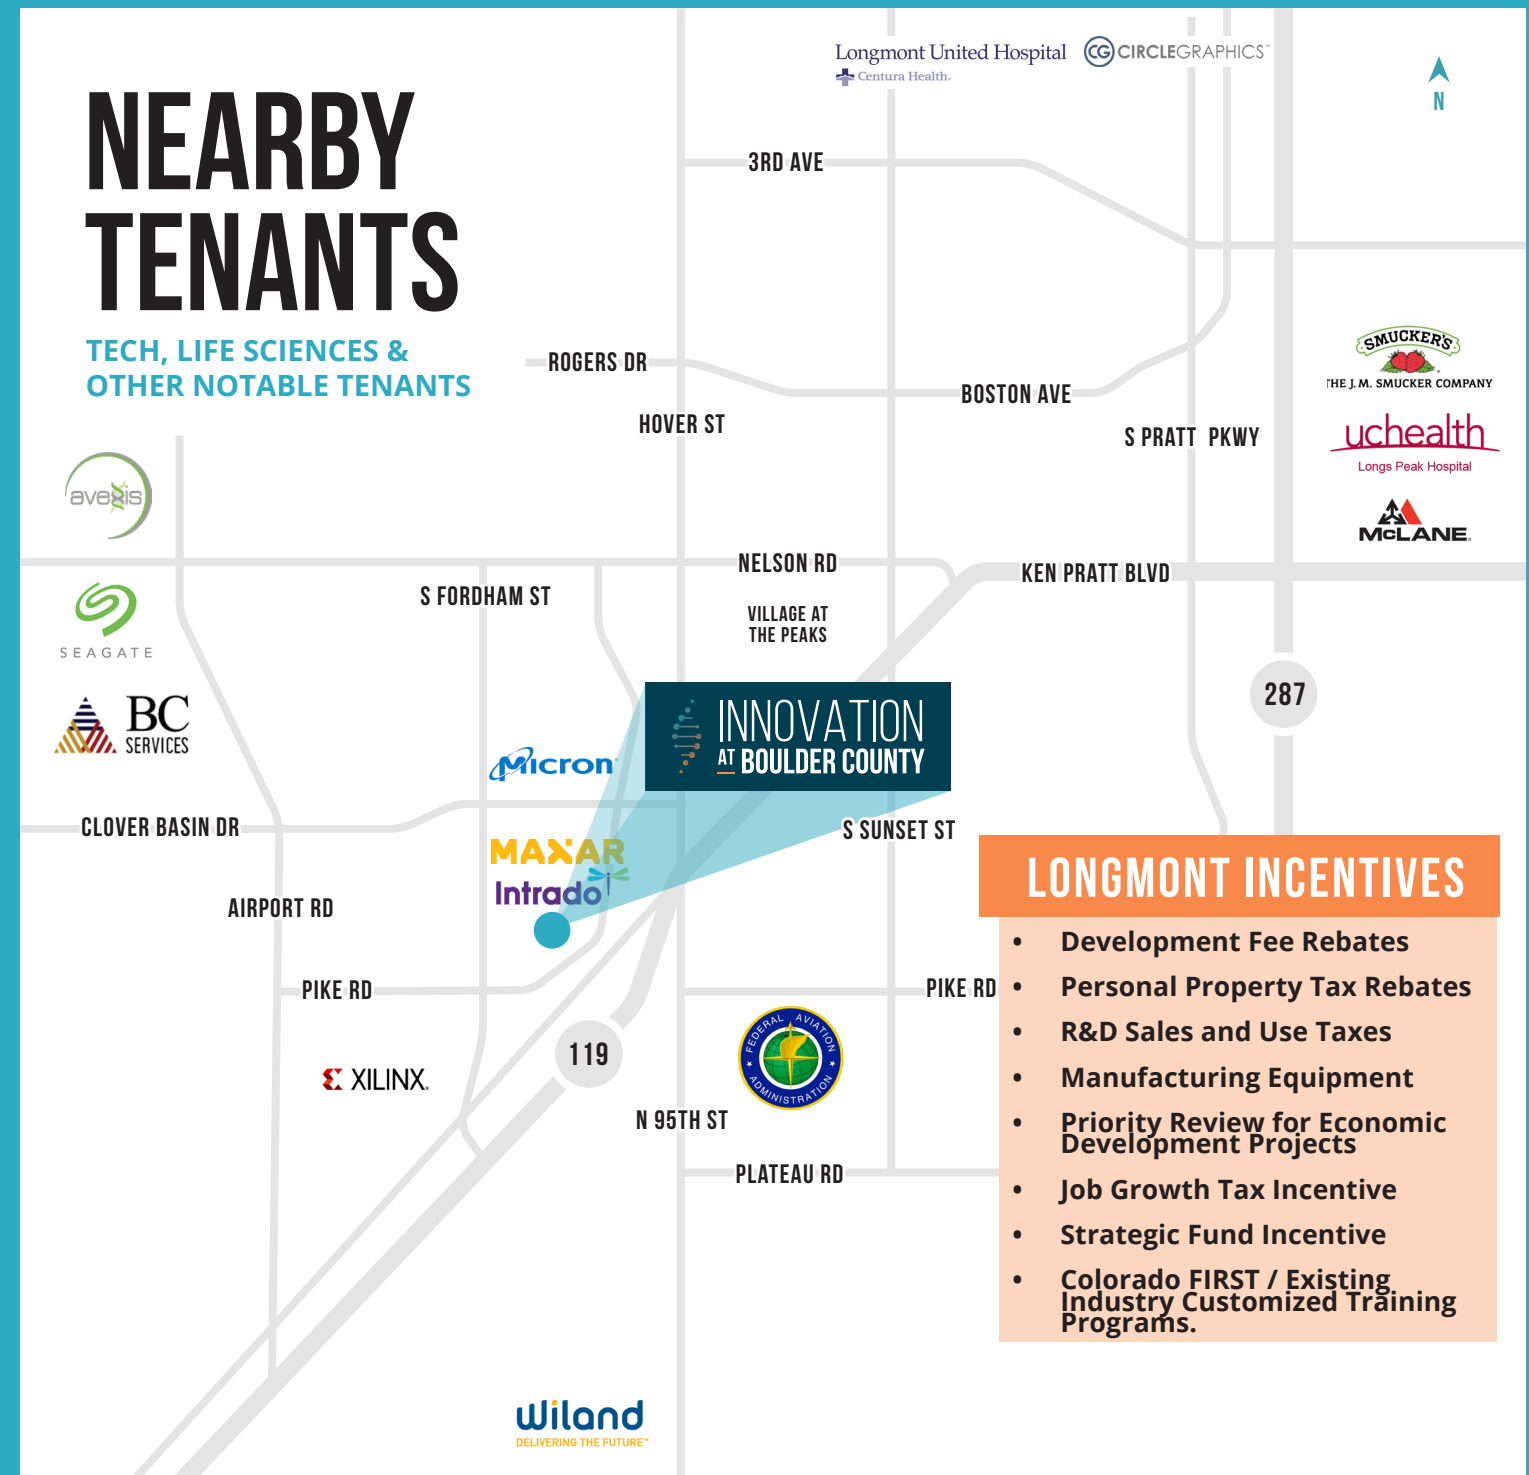 NEARBY
TENANTS
TECH, LIFE SCIENCES &
OTHER NOTABLE TENANTS
Longmont United Hospital
Centura Health.
CG CIRCLEGRAPHICS™
N
3RD AVE
ROGERS DR
BOSTON AVE
HOVER ST
S PRATT PKWY
SMUCKER'S
THE J. M. SMUCKER COMPANY
uchealth
Longs Peak Hospital
McLANE
avexis
NELSON RD
KEN PRATT BLVD
S FORDHAM ST
VILLAGE AT
THE PEAKS
SEAGATE
BC
SERVICES
287
Micron
INNOVATION
AT BOULDER COUNTY
CLOVER BASIN DR
S SUNSET ST
MAXAR
Intrado
AIRPORT RD
PIKE RD
PIKE RD
119
XILINX
FEDERAL AVIATION
ADMINISTRATION
N 95TH ST
PLATEAU RD
LONGMONT INCENTIVES
• Development Fee Rebates
• Personal Property Tax Rebates
• R&D Sales and Use Taxes
• Manufacturing Equipment
• Priority Review for Economic
Development Projects
• Job Growth Tax Incentive
• Strategic Fund Incentive
• Colorado FIRST / Existing
Industry Customized Training
Programs.
wiland
DELIVERING THE FUTURE™